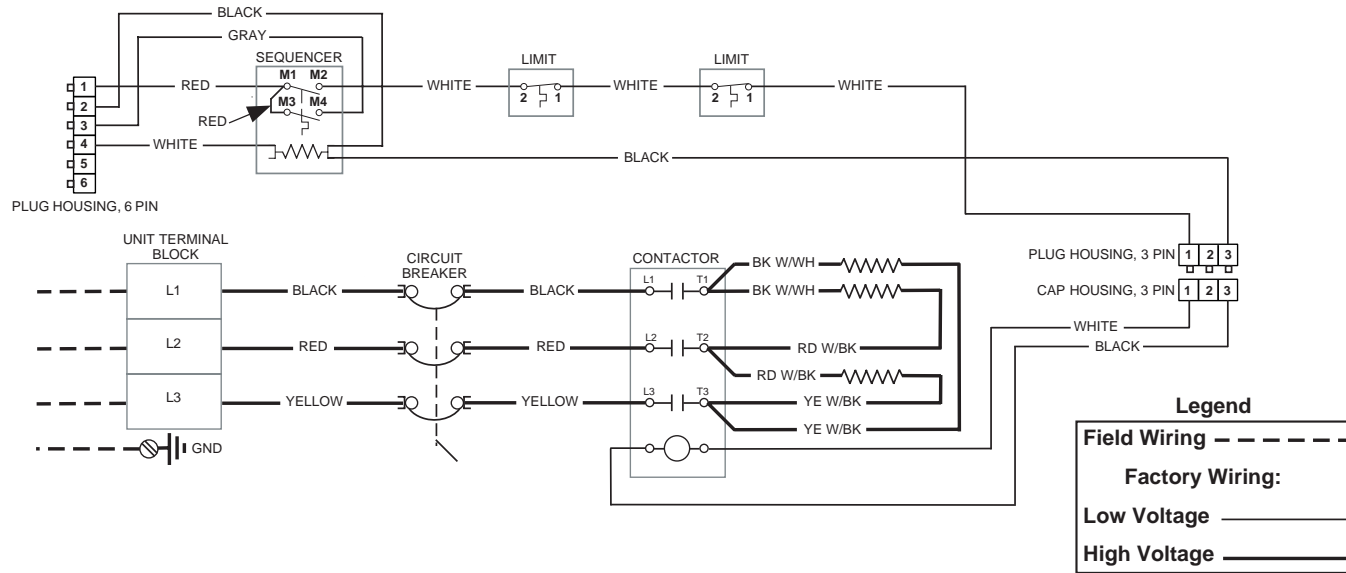 BLACK
GRAY
SEQUENCER
LIMIT
LIMIT
M1 M2
1 RED WHITE 2 1 WHITE 2 1 WHITE
2
M3 M4
3
RED
4 WHITE
5
BLACK
6
PLUG HOUSING, 6 PIN
UNIT TERMINAL
BLOCK
CIRCUIT
BREAKER
CONTACTOR
PLUG HOUSING, 3 PIN 1 2 3
CAP HOUSING, 3 PIN 1 2 3
BK W/WH
L1 BLACK BLACK L1 T1 BK W/WH
WHITE
BLACK
L2 RED RED L2 T2 RD W/BK
RD W/BK
L3 YELLOW YELLOW L3 T3 YE W/BK
YE W/BK
GND
Legend
Field Wiring
Factory Wiring:
Low Voltage
High Voltage